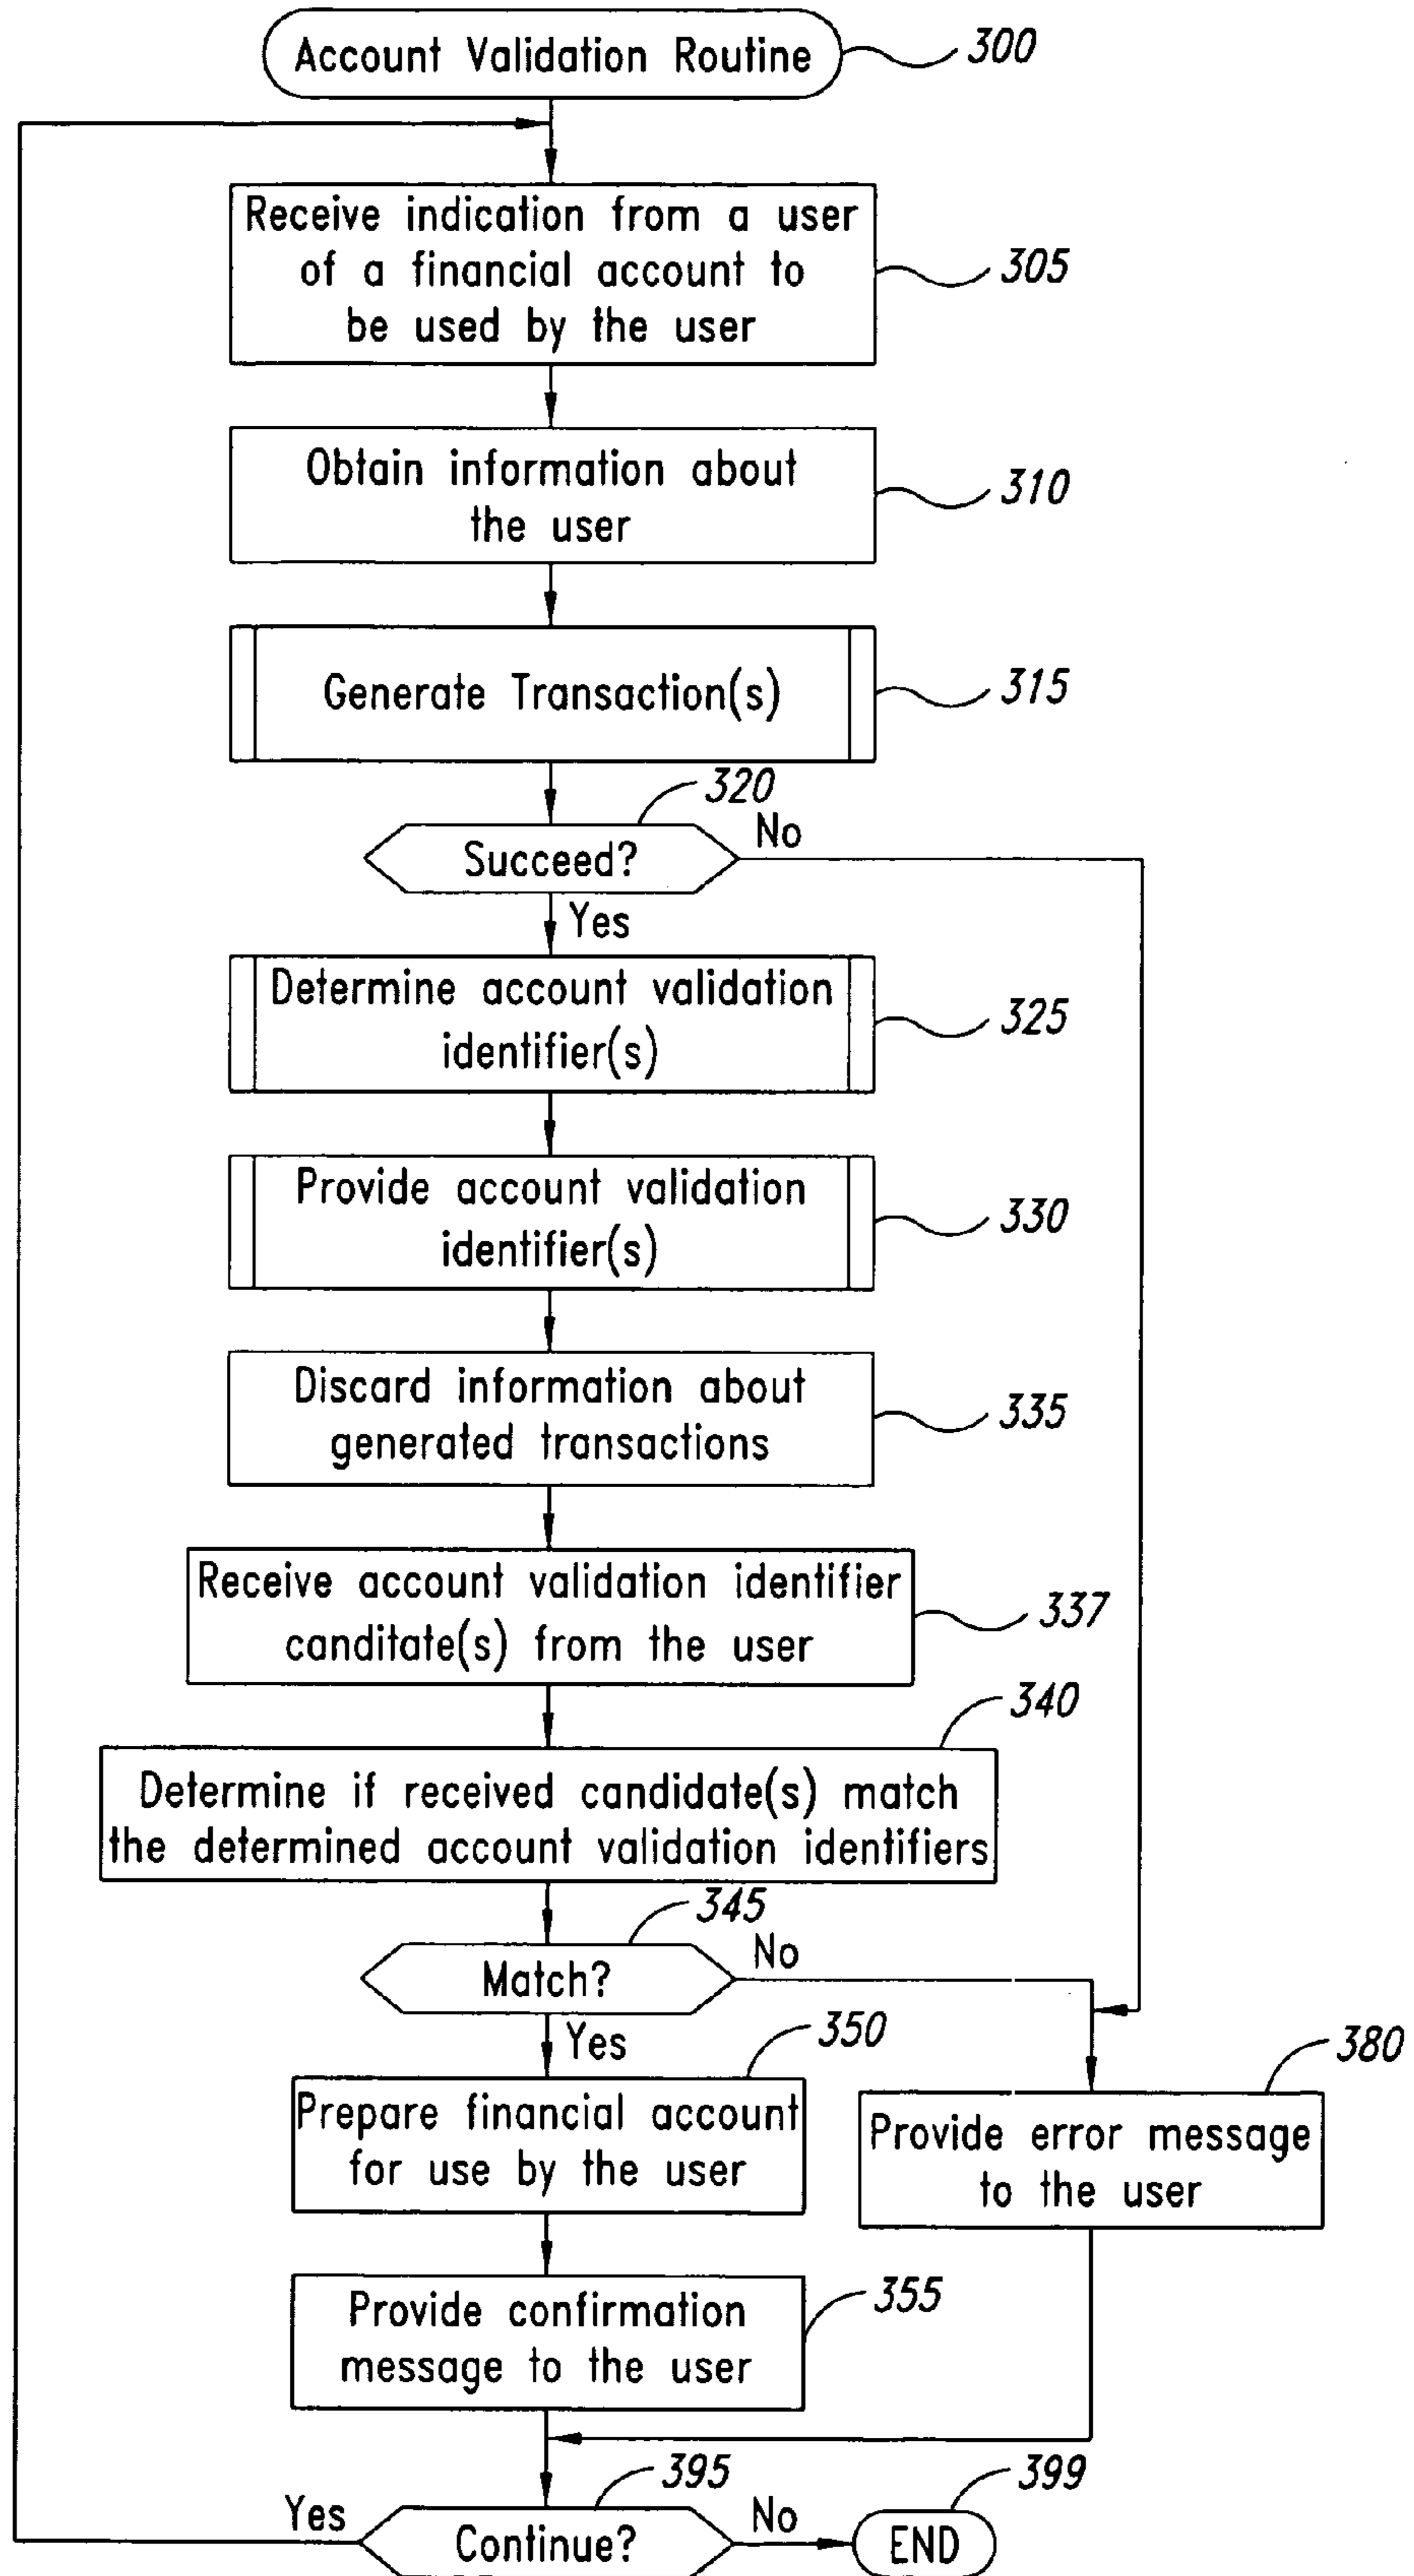 Account Validation Routine
300
Receive indication from a user
of a financial account to
be used by the user
305
Obtain information about
the user
310
Generate Transaction(s)
315
320
Succeed?
No
Yes
Determine account validation
identifier(s)
325
Provide account validation
identifier(s)
330
Discard information about
generated transactions
335
Receive account validation identifier
canditate(s) from the user
337
340
Determine if received candidate(s) match
the determined account validation identifiers
345
Match?
No
Yes
350
Prepare financial account
for use by the user
380
Provide error message
to the user
Provide confirmation
message to the user
355
395
Yes
Continue?
No
399
END